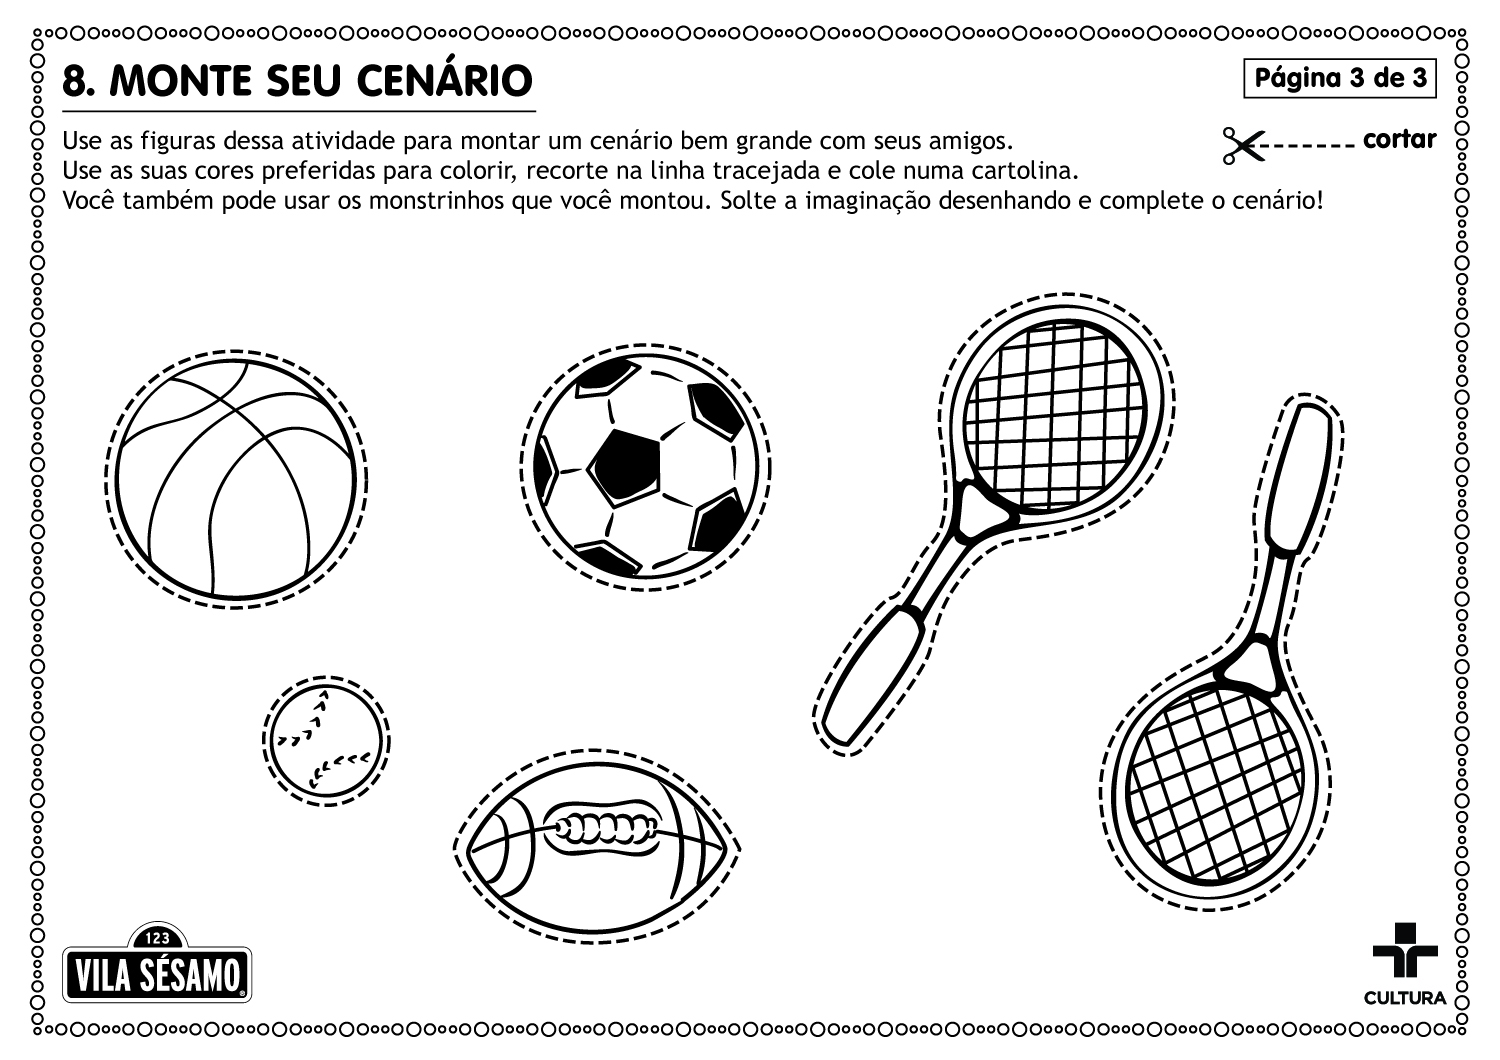 8. MONTE SEU CENÁRIO
Página 3 de 3
Use as figuras dessa atividade para montar um cenário bem grande com seus amigos.
cortar
Use as suas cores preferidas para colorir, recorte na linha tracejada e cole numa cartolina.
Você também pode usar os monstrinhos que você montou. Solte a imaginação desenhando e complete o cenário!
123
VILA SÉSAMO®
CULTURA